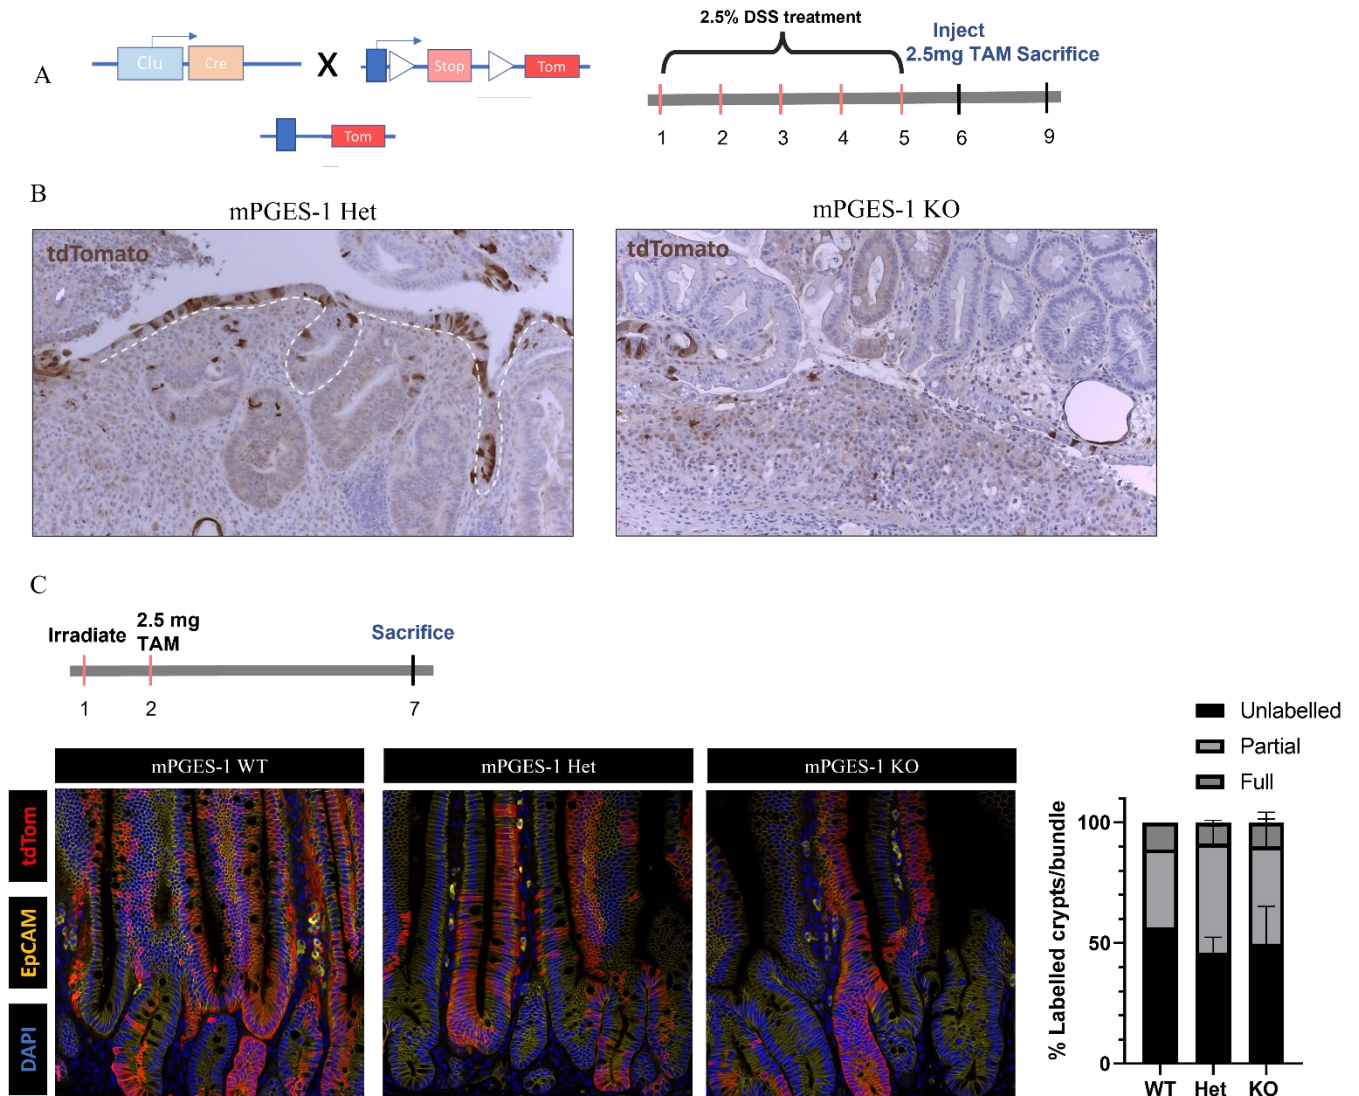 A
Clu
Cre
X
Stop
Tom
Tom
2.5% DSS treatment
Inject
2.5mg TAM Sacrifice
1 2 3 4 5 6 9
B
mPGES-1 Het
mPGES-1 KO
tdTomato
tdTomato
C
Irradiate
2.5 mg
TAM
Sacrifice
1 2 7
mPGES-1 WT
mPGES-1 Het
mPGES-1 KO
tdTom
EpCAM
DAPI
Unlabelled
Partial
Full
% Labelled crypts/bundle
100
50
0
WT Het KO